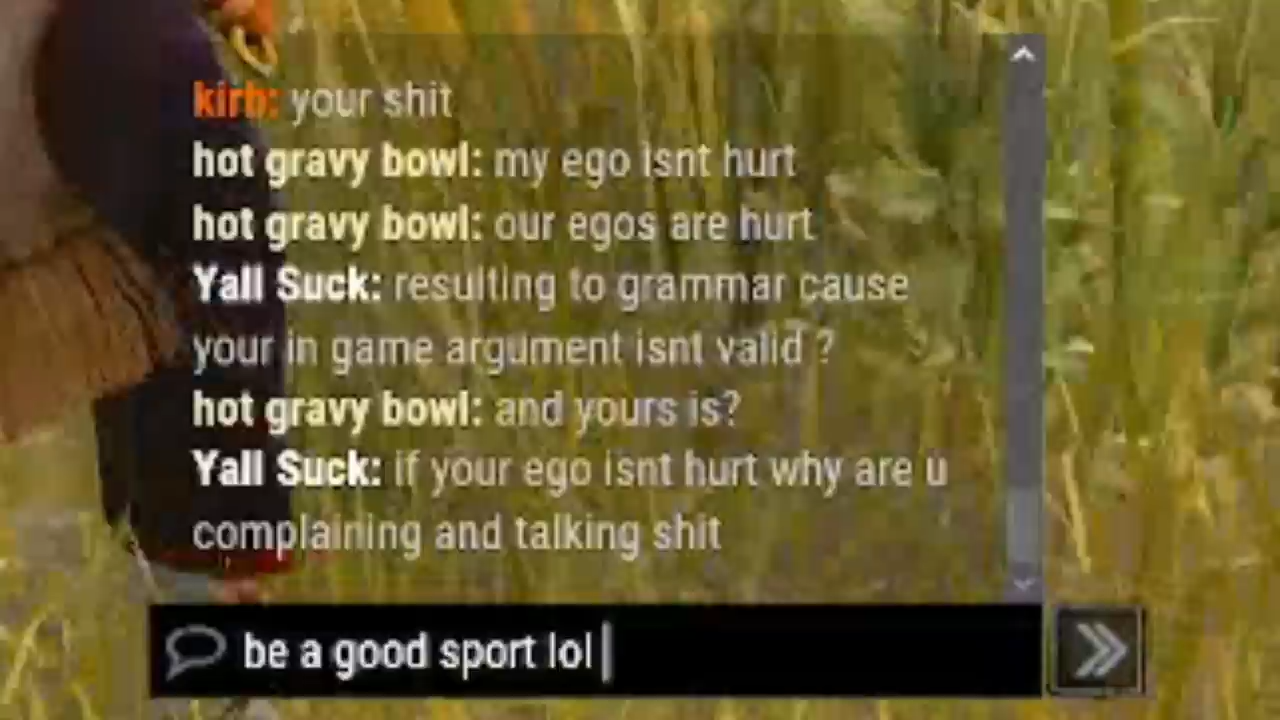 kirb: your shit
hot gravy bowl: my ego isnt hurt
hot gravy bowl: our egos are hurt
Yall Suck: resulting to grammar cause
your in game argument isnt valid ?
hot gravy bowl: and yours is?
Yall Suck: if your ego isnt hurt why are u
complaining and talking shit
be a good sport lol